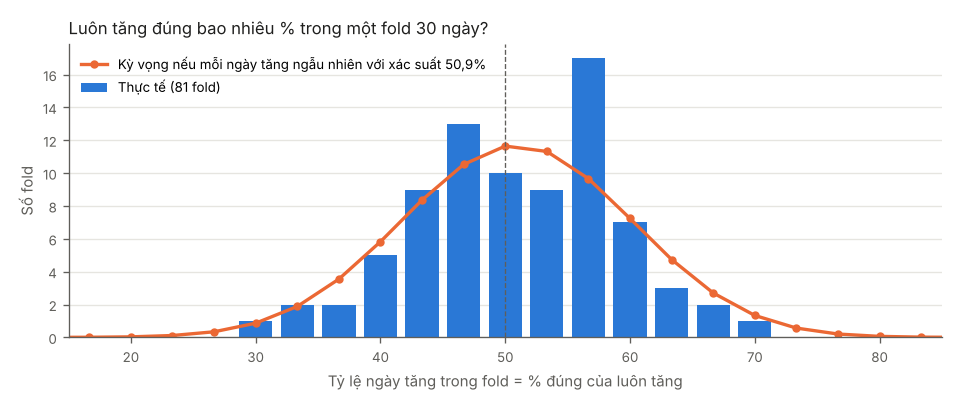 Luôn tăng đúng bao nhiêu % trong một fold 30 ngày?
Kỳ vọng nếu mỗi ngày tăng ngẫu nhiên với xác suất 50,9%
Thực tế (81 fold)
16
14
12
10
8
6
4
2
0
Số fold
20 30 40 50 60 70 80
Tỷ lệ ngày tăng trong fold = % đúng của luôn tăng